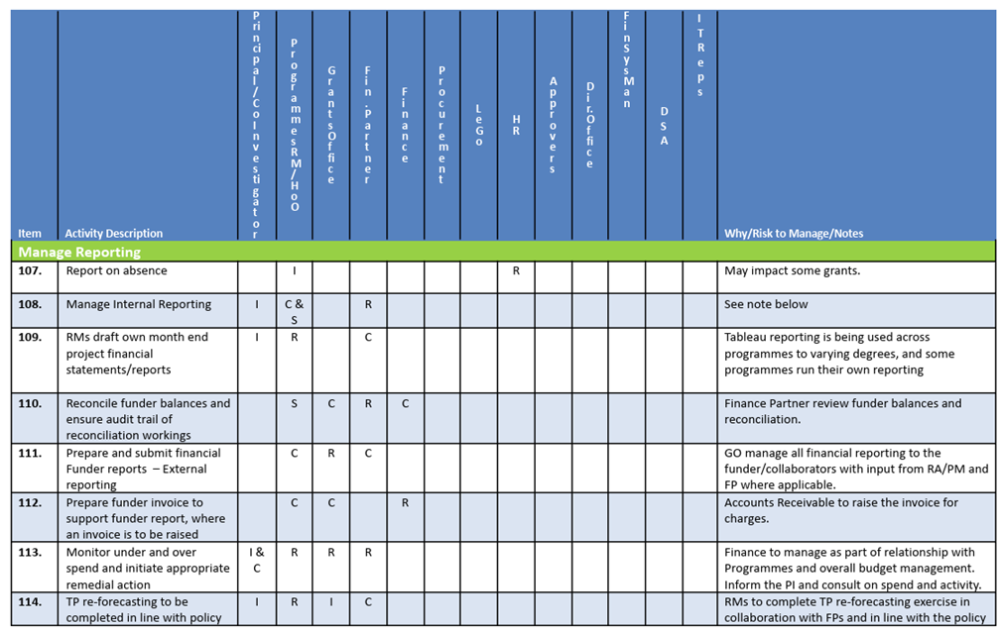 Item
Activity Description
Principal/CoInvestigator
ProgrammesRM/HoO
GrantsOffice
Fin.Partner
Finance
Procurement
LeGo
HR
Approvers
Dir.Office
FinSysMan
DSA
ITReps
Why/Risk to Manage/Notes
Manage Reporting
107. Report on absence I R May impact some grants.
108. Manage Internal Reporting I C & R See note below
S
109. RMs draft own month end I R C Tableau reporting is being used across
project financial programmes to varying degrees, and some
statements/reports programmes run their own reporting
110. Reconcile funder balances and S C R C Finance Partner review funder balances and
ensure audit trail of reconciliation.
reconciliation workings
111. Prepare and submit financial C R C GO manage all financial reporting to the
Funder reports – External funder/collaborators with input from RA/PM and
reporting FP where applicable.
112. Prepare funder invoice to C C R Accounts Receivable to raise the invoice for
support funder report, where charges.
an invoice is to be raised
113. Monitor under and over I & R R R Finance to manage as part of relationship with
spend and initiate appropriate C Programmes and overall budget management.
remedial action Inform the PI and consult on spend and activity.
114. TP re-forecasting to be I R I C RMs to complete TP re-forecasting exercise in
completed in line with policy collaboration with FPs and in line with the policy